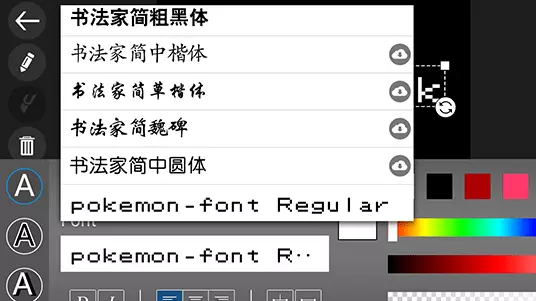 书法家简粗黑体
书法家简中楷体
书法家简草楷体
书法家简魏碑
书法家简中圆体
pokemon-font Regular
Font
pokemon-font R··
A
A
A
B I
k